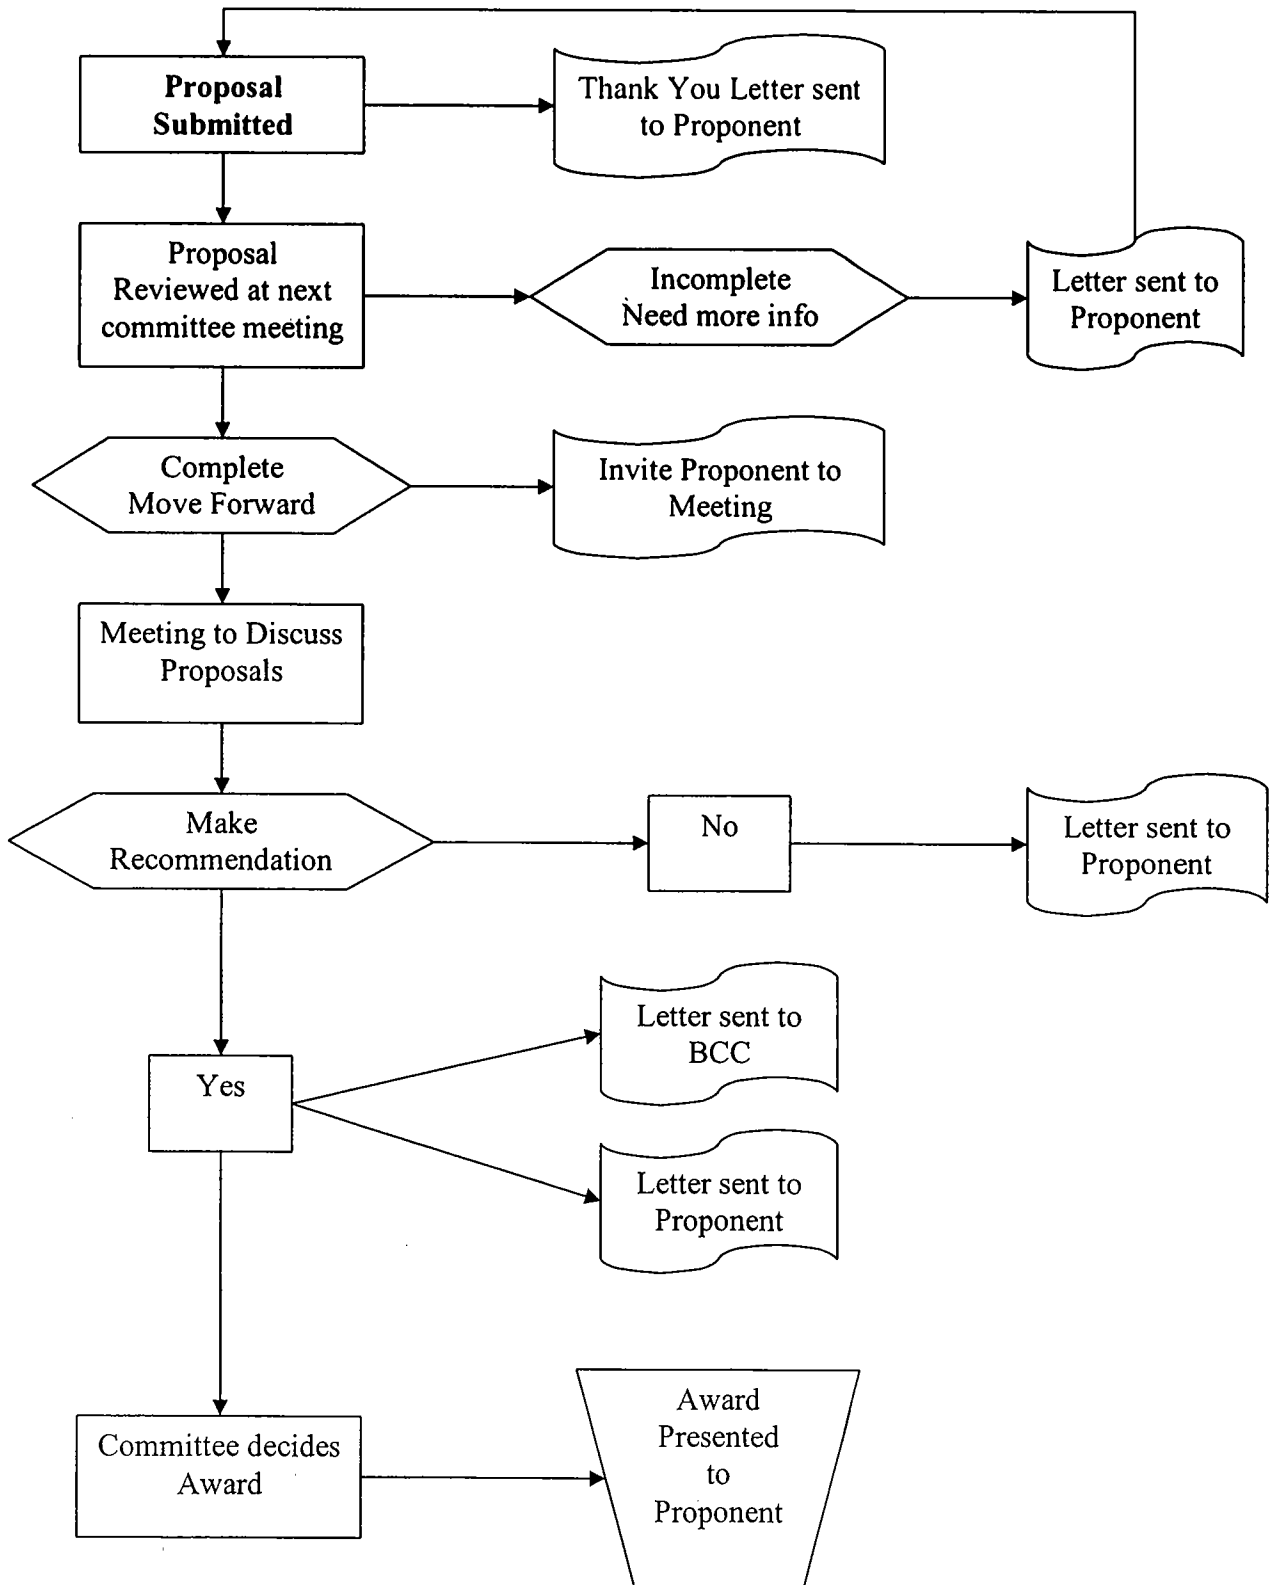 Proposal
Submitted
Thank You Letter sent
to Proponent
Proposal
Reviewed at next
committee meeting
Incomplete
Need more info
Letter sent to
Proponent
Complete
Move Forward
Invite Proponent to
Meeting
Meeting to Discuss
Proposals
Make
Recommendation
No
Letter sent to
Proponent
Letter sent to
BCC
Yes
Letter sent to
Proponent
Committee decides
Award
Award
Presented
to
Proponent